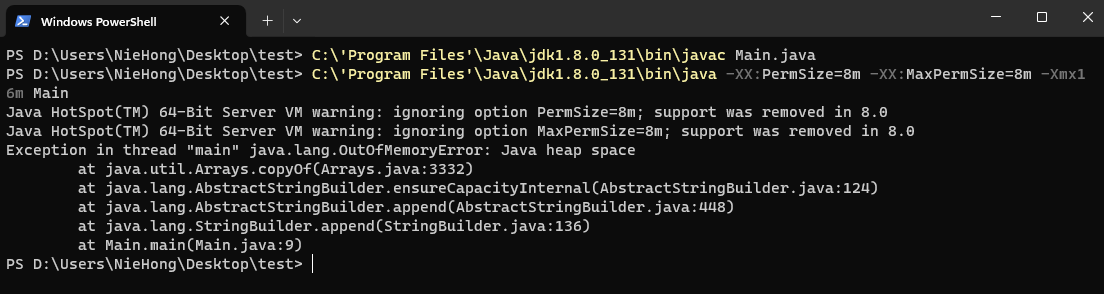 Windows PowerShell
PS D:\Users\NieHong\Desktop\test> C:\'Program Files'\Java\jdk1.8.0_131\bin\javac Main.java
PS D:\Users\NieHong\Desktop\test> C:\'Program Files'\Java\jdk1.8.0_131\bin\java -XX:PermSize=8m -XX:MaxPermSize=8m -Xmx1
6m Main
Java HotSpot(TM) 64-Bit Server VM warning: ignoring option PermSize=8m; support was removed in 8.0
Java HotSpot(TM) 64-Bit Server VM warning: ignoring option MaxPermSize=8m; support was removed in 8.0
Exception in thread "main" java.lang.OutOfMemoryError: Java heap space
        at java.util.Arrays.copyOf(Arrays.java:3332)
        at java.lang.AbstractStringBuilder.ensureCapacityInternal(AbstractStringBuilder.java:124)
        at java.lang.AbstractStringBuilder.append(AbstractStringBuilder.java:448)
        at java.lang.StringBuilder.append(StringBuilder.java:136)
        at Main.main(Main.java:9)
PS D:\Users\NieHong\Desktop\test>